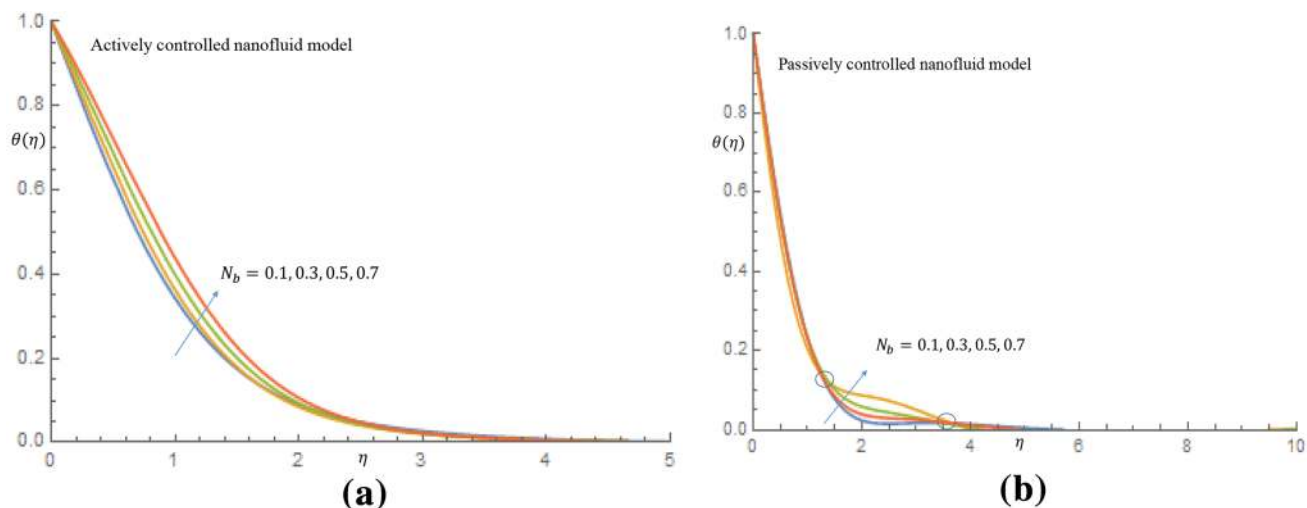 1.0
Actively controlled nanofluid model
0.8
θ(η)
0.6
0.4
N_b = 0.1, 0.3, 0.5, 0.7
0.2
0.0
0 1 2 3 4 5
η
(a)
1.0
Passively controlled nanofluid model
0.8
θ(η)
0.6
0.4
0.2
N_b = 0.1, 0.3, 0.5, 0.7
0.0
0 2 4 6 8 10
η
(b)